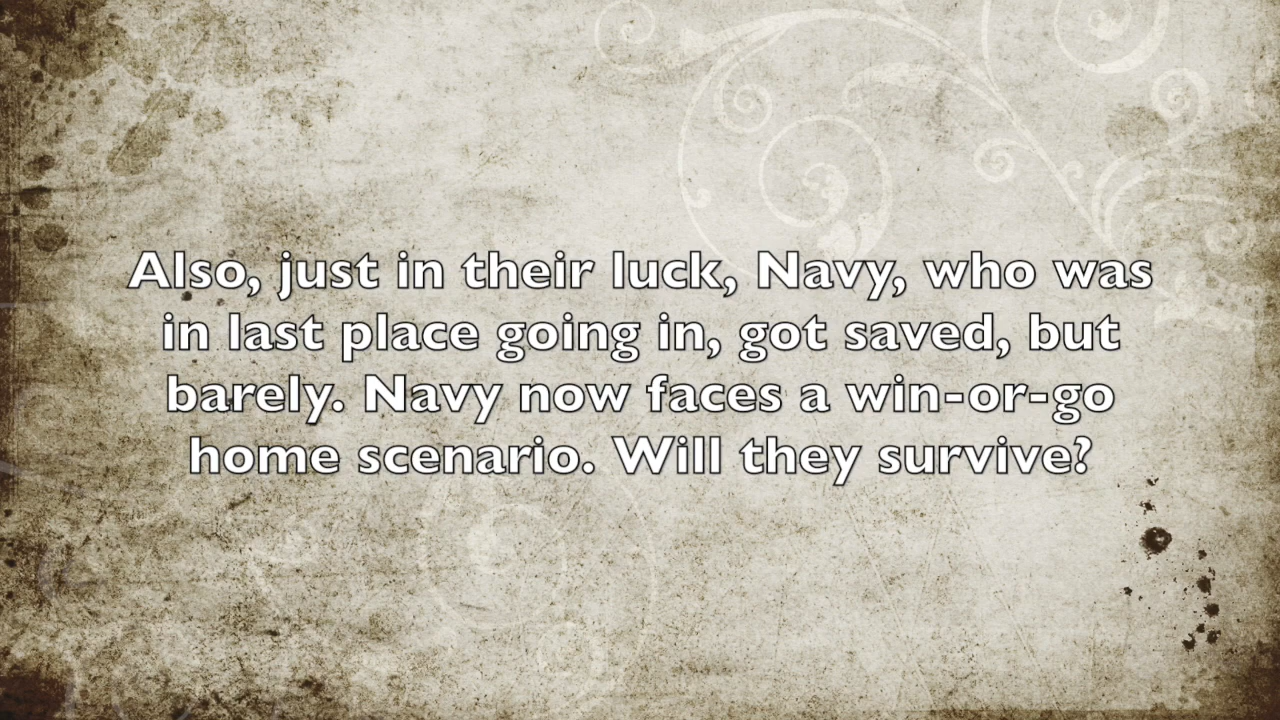 Also, just in their luck, Navy, who was
in last place going in, got saved, but
barely. Navy now faces a win-or-go
home scenario. Will they survive?